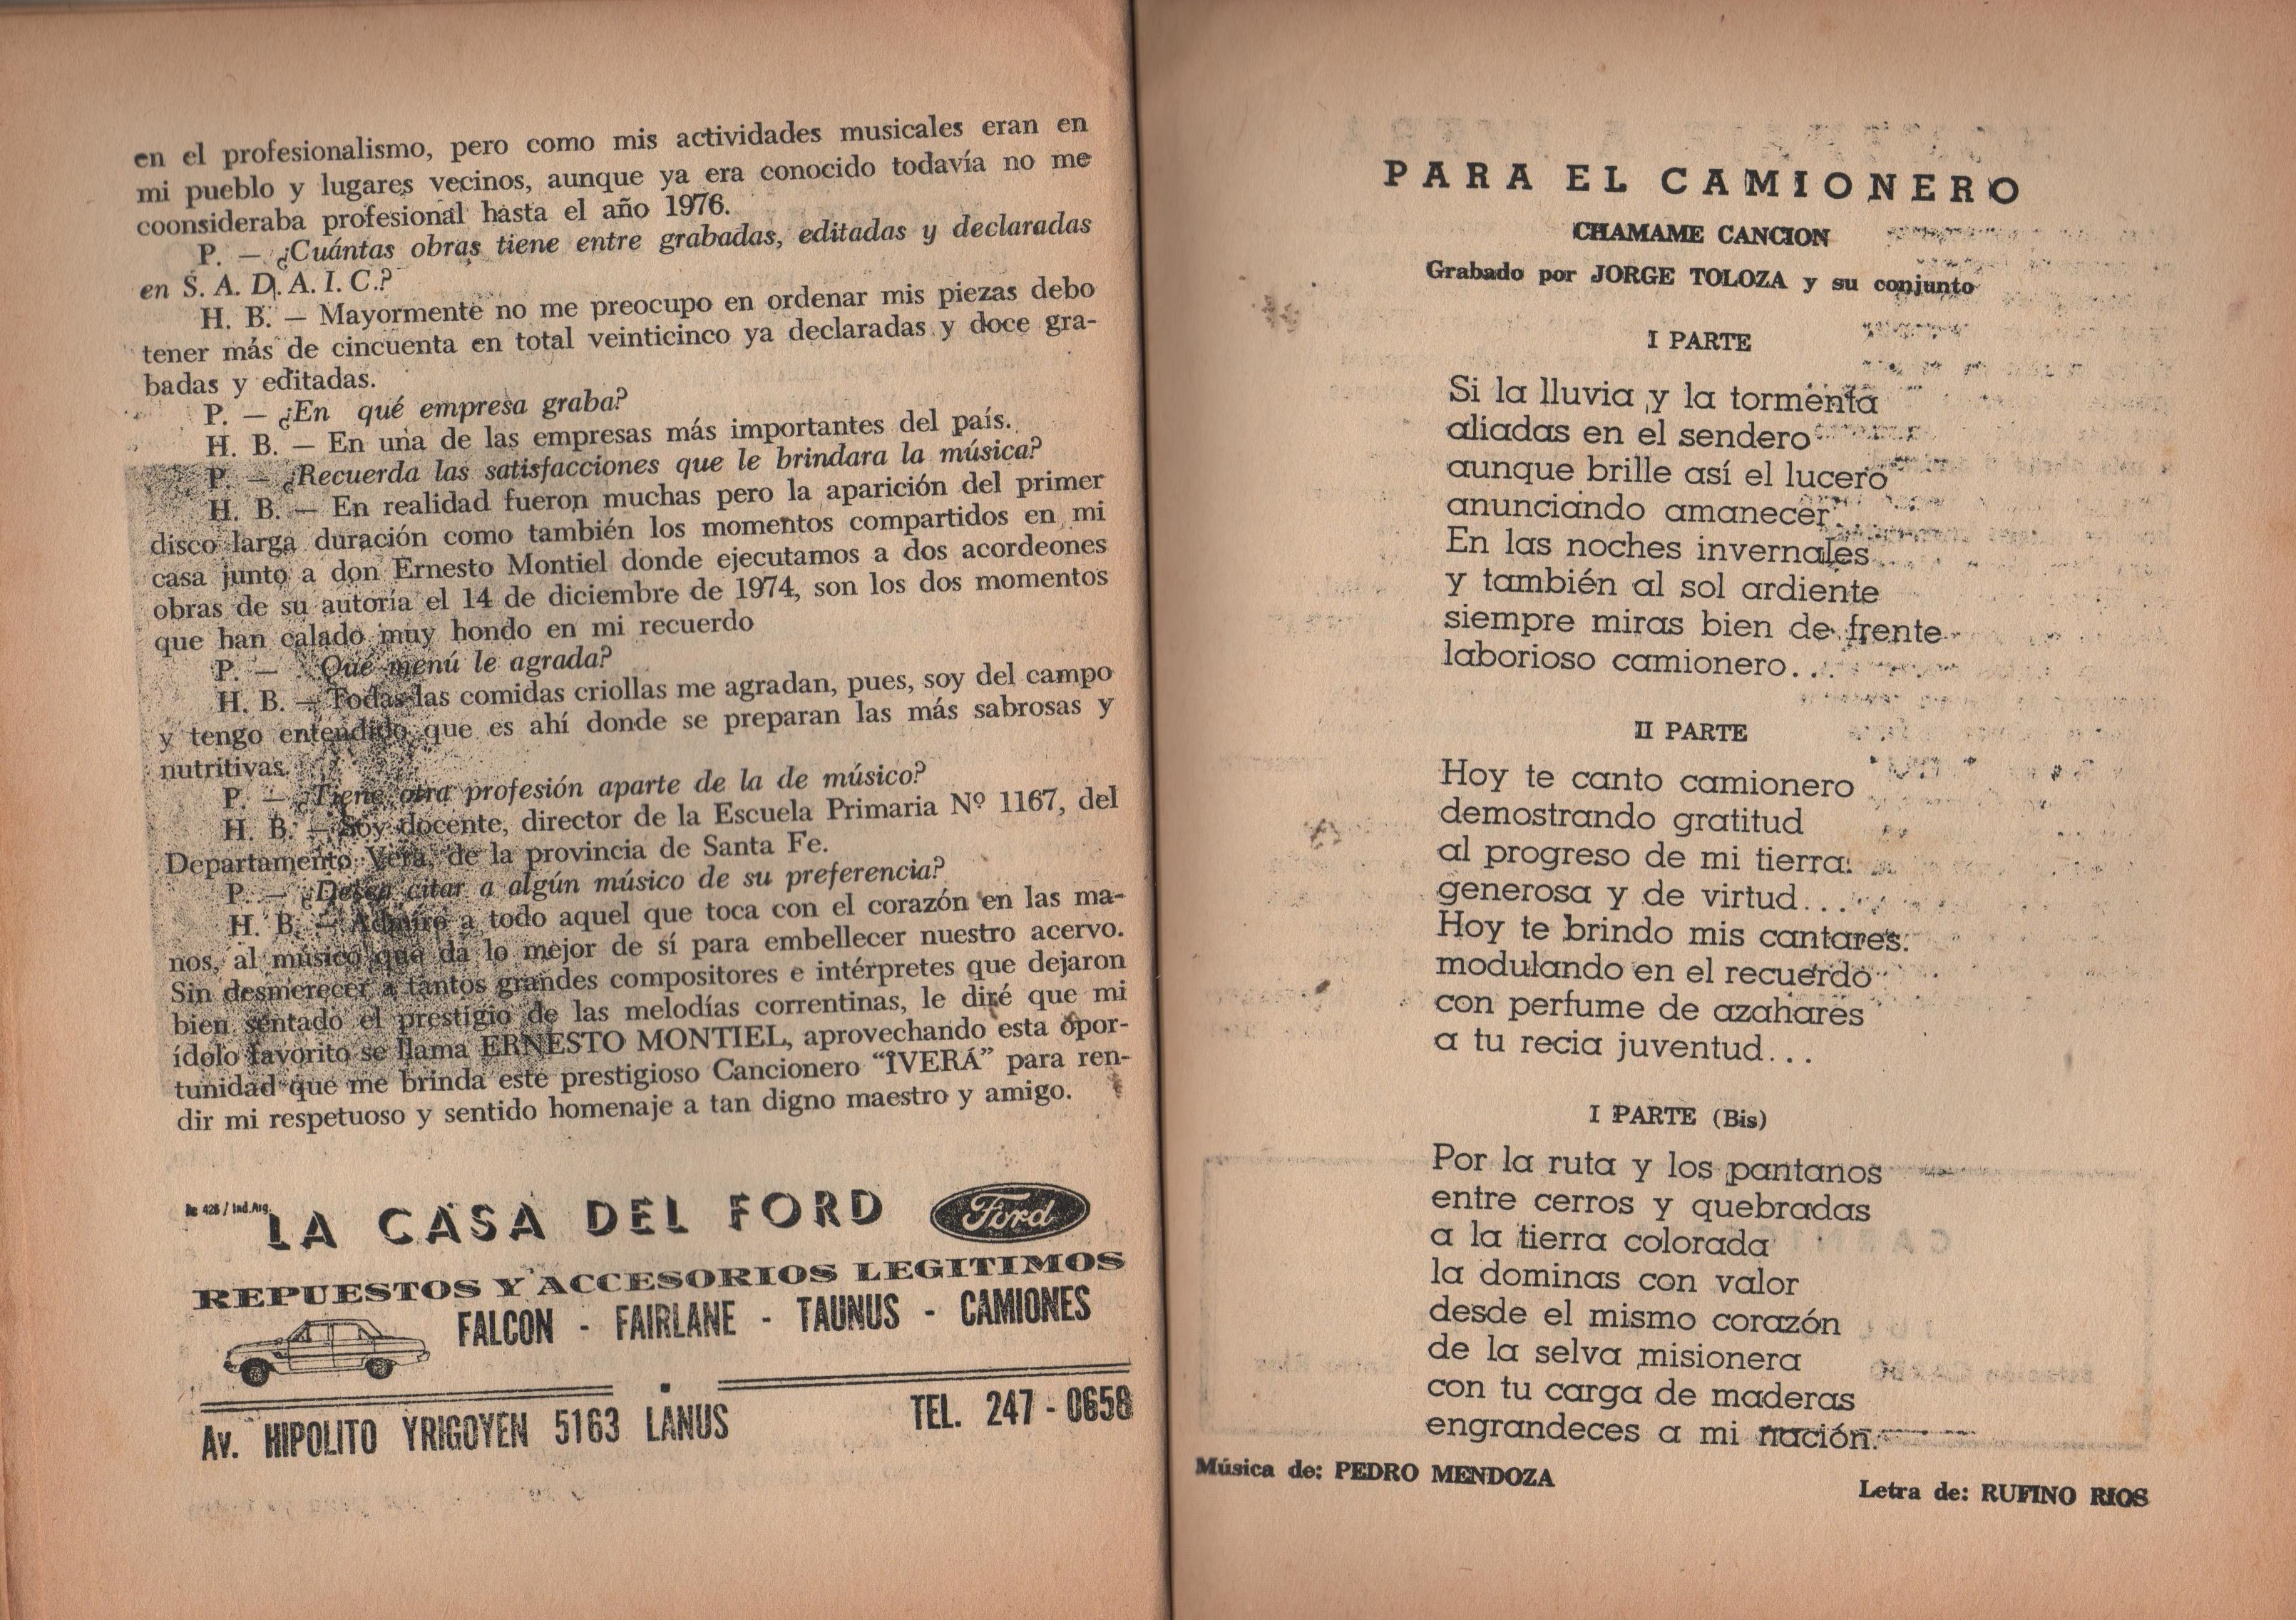 en el profesionalismo, pero como mis actividades musicales eran en
mi pueblo y lugares vecinos, aunque ya era conocido todavía no me
coonsideraba profesional hasta el año 1976.
P. — ¿Cuántas obras tiene entre grabadas, editadas y declaradas
en S. A. D. A. I. C.?
H. B. — Mayormente no me preocupo en ordenar mis piezas debo
tener más de cincuenta en total veinticinco ya declaradas y doce gra-
badas y editadas.
P. — ¿En qué empresa graba?
H. B. — En una de las empresas más importantes del país.
P. — ¿Recuerda las satisfacciones que le brindara la música?
H. B. — En realidad fueron muchas pero la aparición del primer
disco larga duración como también los momentos compartidos en mi
casa junto a don Ernesto Montiel donde ejecutamos a dos acordeones
obras de su autoría el 14 de diciembre de 1974, son los dos momentos
que han calado muy hondo en mi recuerdo
P. — Qué menú le agrada?
H. B. — Todas las comidas criollas me agradan, pues, soy del campo
y tengo entendido que es ahí donde se preparan las más sabrosas y
nutritivas.
P. — ¿Tiene otra profesión aparte de la de músico?
H. B. — Soy docente, director de la Escuela Primaria Nº 1167, del
Departamento Vera, de la provincia de Santa Fe.
P. — ¿Desea citar a algún músico de su preferencia?
H. B. — Admiro a todo aquel que toca con el corazón en las ma-
nos, al músico que da lo mejor de sí para embellecer nuestro acervo.
Sin desmerecer a tantos grandes compositores e intérpretes que dejaron
bien sentado el prestigio de las melodías correntinas, le diré que mi
ídolo favorito se llama ERNESTO MONTIEL, aprovechando esta opor-
tunidad que me brinda este prestigioso Cancionero "IVERÁ" para ren-
dir mi respetuoso y sentido homenaje a tan digno maestro y amigo.
428 / Ind.Arg.
LA CASA DEL FORD
Ford
REPUESTOS Y ACCESORIOS LEGITIMOS
FALCON - FAIRLANE - TAUNUS - CAMIONES
Av. HIPOLITO YRIGOYEN 5163 LANUS TEL. 247 - 0658
PARA EL CAMIONERO
CHAMAME CANCION
Grabado por JORGE TOLOZA y su conjunto
I PARTE
Si la lluvia y la tormenta
aliadas en el sendero
aunque brille así el lucero
anunciando amanecer.
En las noches invernales
y también al sol ardiente
siempre miras bien de frente
laborioso camionero...
II PARTE
Hoy te canto camionero
demostrando gratitud
al progreso de mi tierra
generosa y de virtud...
Hoy te brindo mis cantares
modulando en el recuerdo
con perfume de azahares
a tu recia juventud...
I PARTE (Bis)
Por la ruta y los pantanos
entre cerros y quebradas
a la tierra colorada
la dominas con valor
desde el mismo corazón
de la selva misionera
con tu carga de maderas
engrandeces a mi nación.
Música de: PEDRO MENDOZA
Letra de: RUFINO RIOS